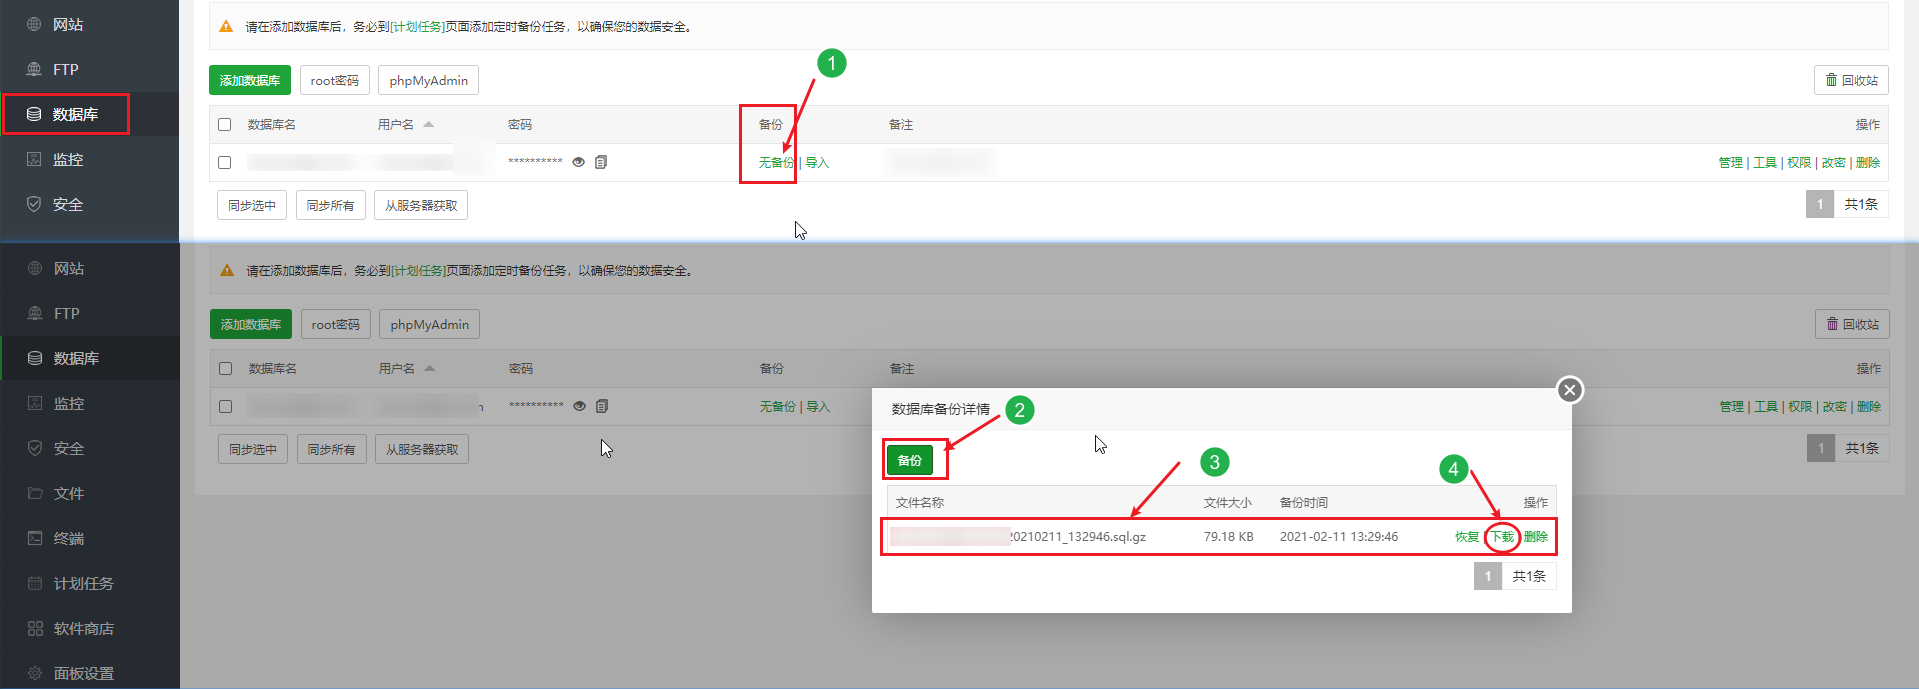 网站
FTP
数据库
监控
安全
请在添加数据库后，务必到[计划任务]页面添加定时备份任务，以确保您的数据安全。
1
添加数据库 root密码 phpMyAdmin 回收站
数据库名 用户名 密码 备份 备注 操作
********** 无备份 | 导入 管理 | 工具 | 权限 | 改密 | 删除
同步选中 同步所有 从服务器获取 1 共1条
网站
FTP
数据库
监控
安全
文件
终端
计划任务
软件商店
面板设置
请在添加数据库后，务必到[计划任务]页面添加定时备份任务，以确保您的数据安全。
添加数据库 root密码 phpMyAdmin 回收站
数据库名 用户名 密码 备份 备注 操作
********** 无备份 | 导入 管理 | 工具 | 权限 | 改密 | 删除
同步选中 同步所有 从服务器获取 1 共1条
数据库备份详情 2
备份 3 4
文件名称 文件大小 备份时间 操作
20210211_132946.sql.gz 79.18 KB 2021-02-11 13:29:46 恢复 | 下载 | 删除
1 共1条